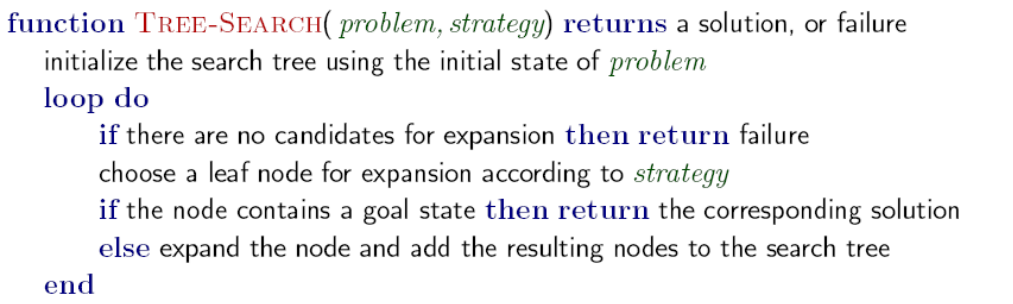 function TREE-SEARCH( problem, strategy) returns a solution, or failure
initialize the search tree using the initial state of problem
loop do
if there are no candidates for expansion then return failure
choose a leaf node for expansion according to strategy
if the node contains a goal state then return the corresponding solution
else expand the node and add the resulting nodes to the search tree
end